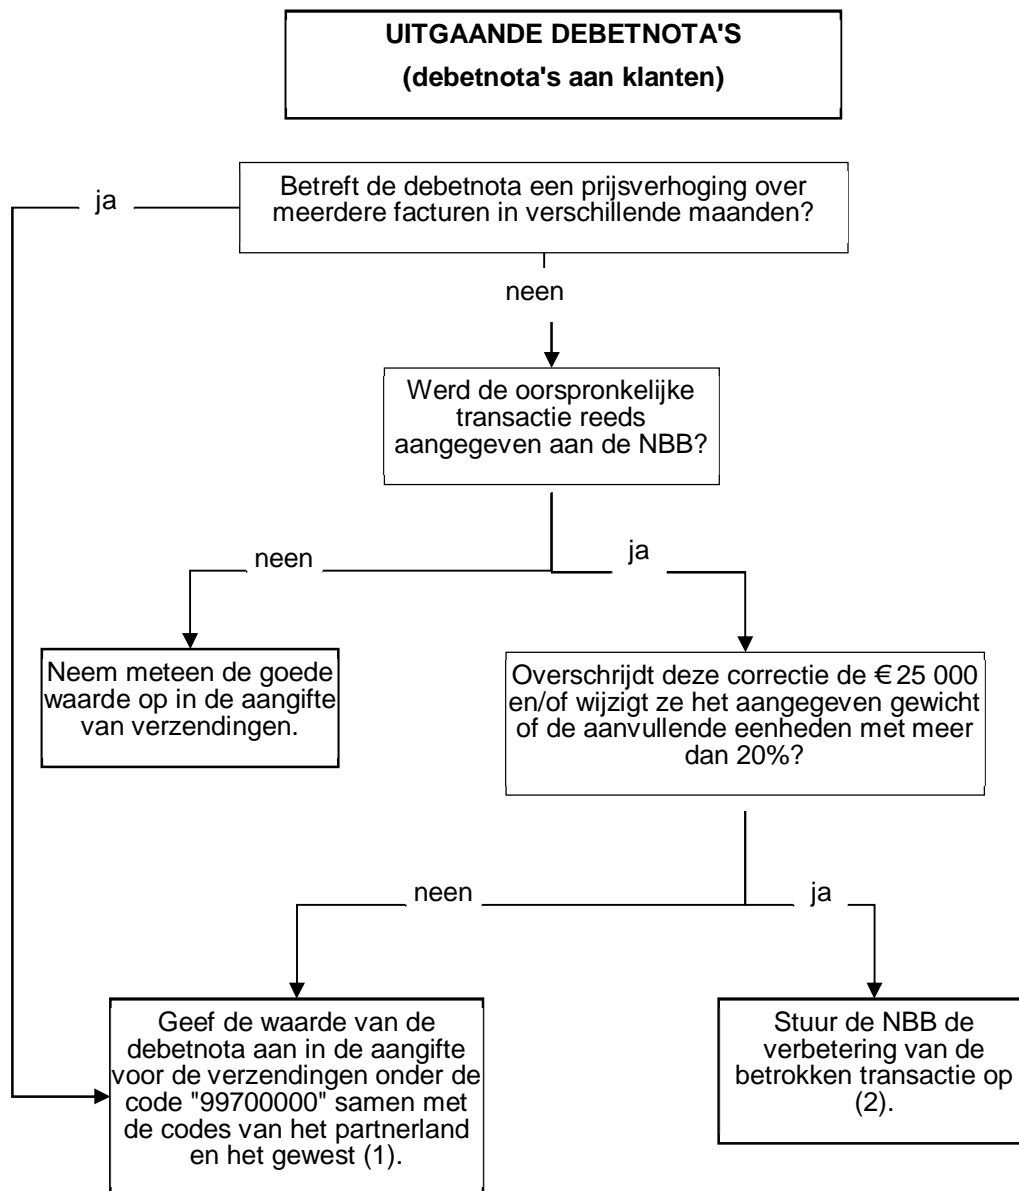 UITGAANDE DEBETNOTA'S
(debetnota's aan klanten)
Betreft de debetnota een prijsverhoging over
meerdere facturen in verschillende maanden?
ja
neen
Werd de oorspronkelijke
transactie reeds
aangegeven aan de NBB?
neen
ja
Neem meteen de goede
waarde op in de aangifte
van verzendingen.
Overschrijdt deze correctie de € 25 000
en/of wijzigt ze het aangegeven gewicht
of de aanvullende eenheden met meer
dan 20%?
neen
ja
Geef de waarde van de
debetnota aan in de aangifte
voor de verzendingen onder de
code "99700000" samen met
de codes van het partnerland
en het gewest (1).
Stuur de NBB de
verbetering van de
betrokken transactie op
(2).